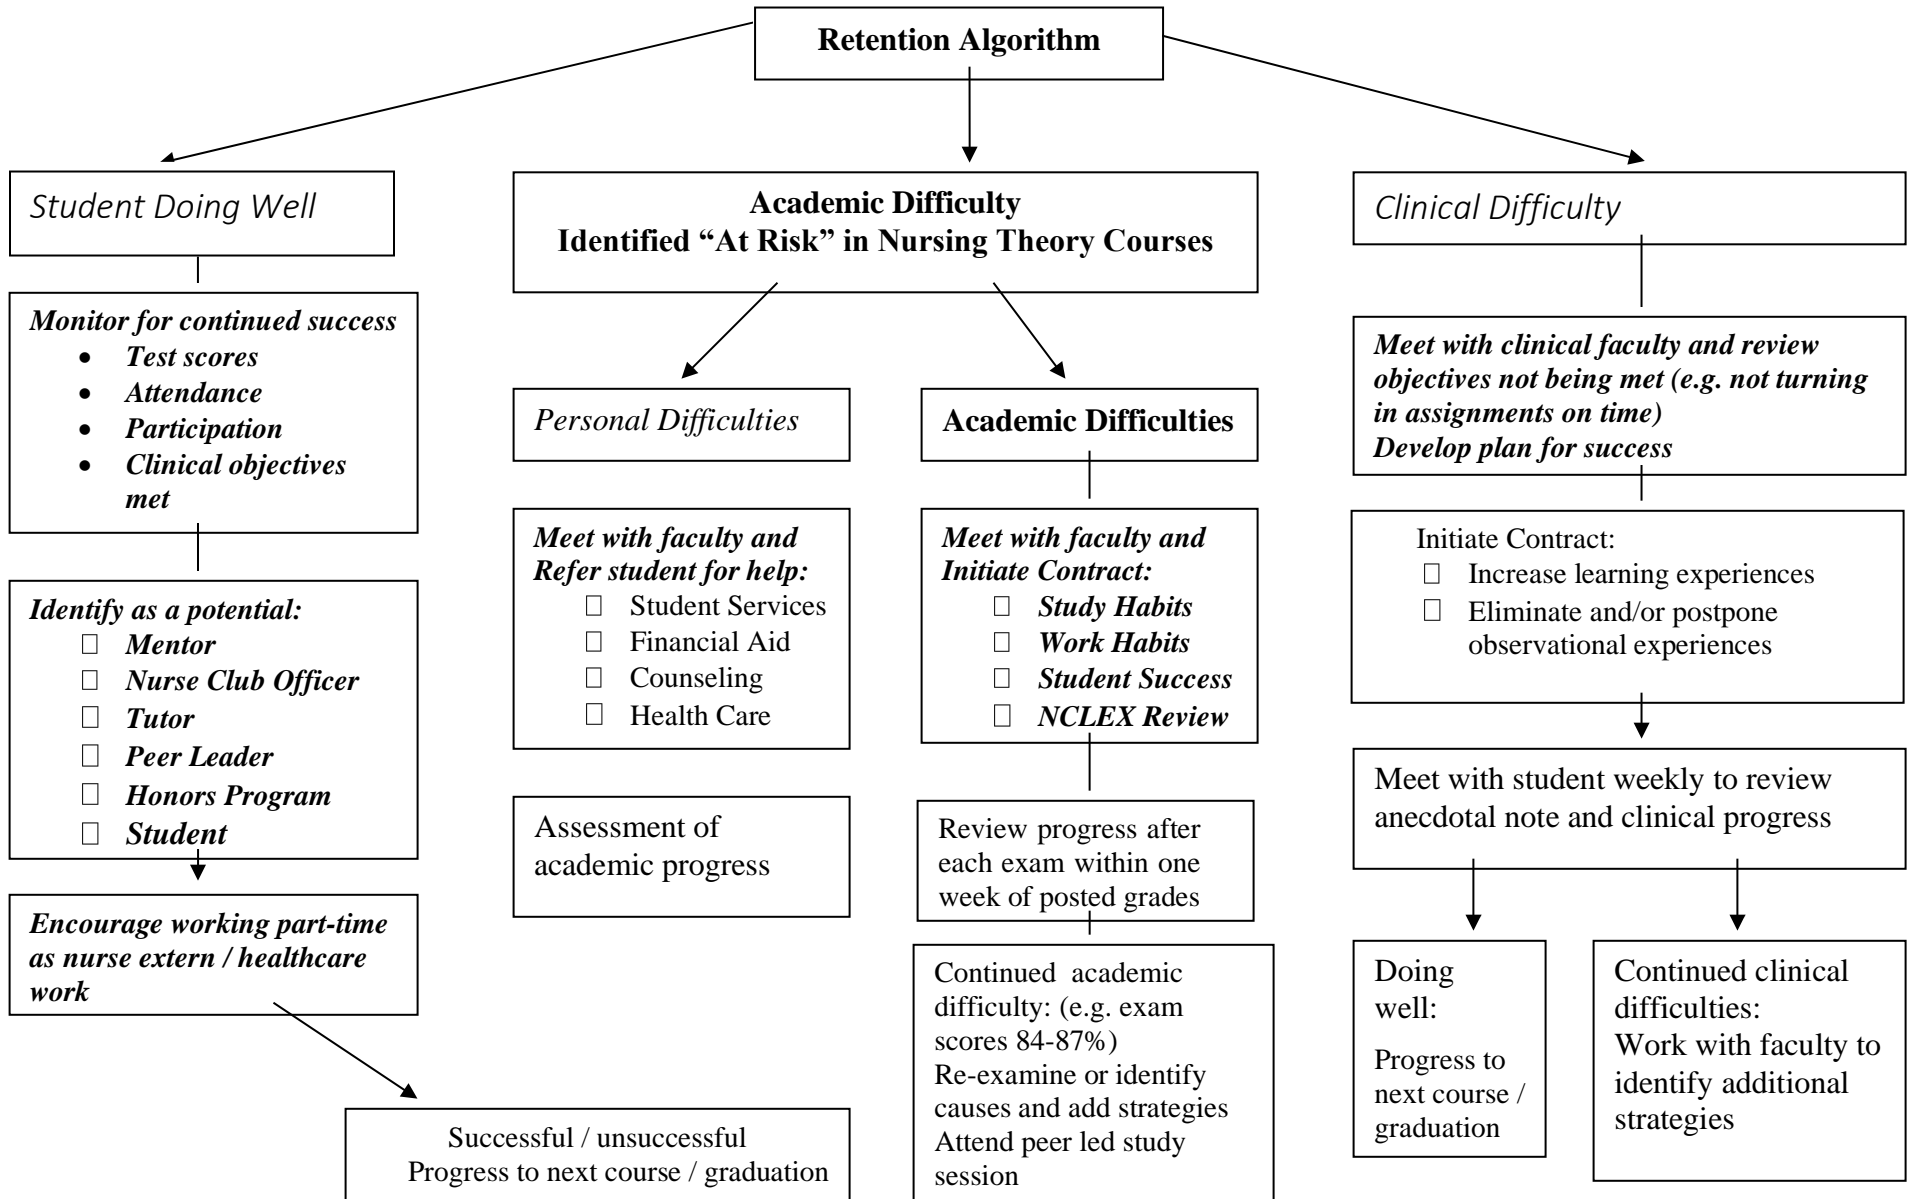 Retention Algorithm
Student Doing Well
Monitor for continued success
• Test scores
• Attendance
• Participation
• Clinical objectives
met
Identify as a potential:
□ Mentor
□ Nurse Club Officer
□ Tutor
□ Peer Leader
□ Honors Program
□ Student
Encourage working part-time
as nurse extern / healthcare
work
Successful / unsuccessful
Progress to next course / graduation
Academic Difficulty
Identified “At Risk” in Nursing Theory Courses
Personal Difficulties
Meet with faculty and
Refer student for help:
□ Student Services
□ Financial Aid
□ Counseling
□ Health Care
Assessment of
academic progress
Academic Difficulties
Meet with faculty and
Initiate Contract:
□ Study Habits
□ Work Habits
□ Student Success
□ NCLEX Review
Review progress after
each exam within one
week of posted grades
Continued academic
difficulty: (e.g. exam
scores 84-87%)
Re-examine or identify
causes and add strategies
Attend peer led study
session
Clinical Difficulty
Meet with clinical faculty and review
objectives not being met (e.g. not turning
in assignments on time)
Develop plan for success
Initiate Contract:
□ Increase learning experiences
□ Eliminate and/or postpone
observational experiences
Meet with student weekly to review
anecdotal note and clinical progress
Doing
well:
Progress to
next course /
graduation
Continued clinical
difficulties:
Work with faculty to
identify additional
strategies